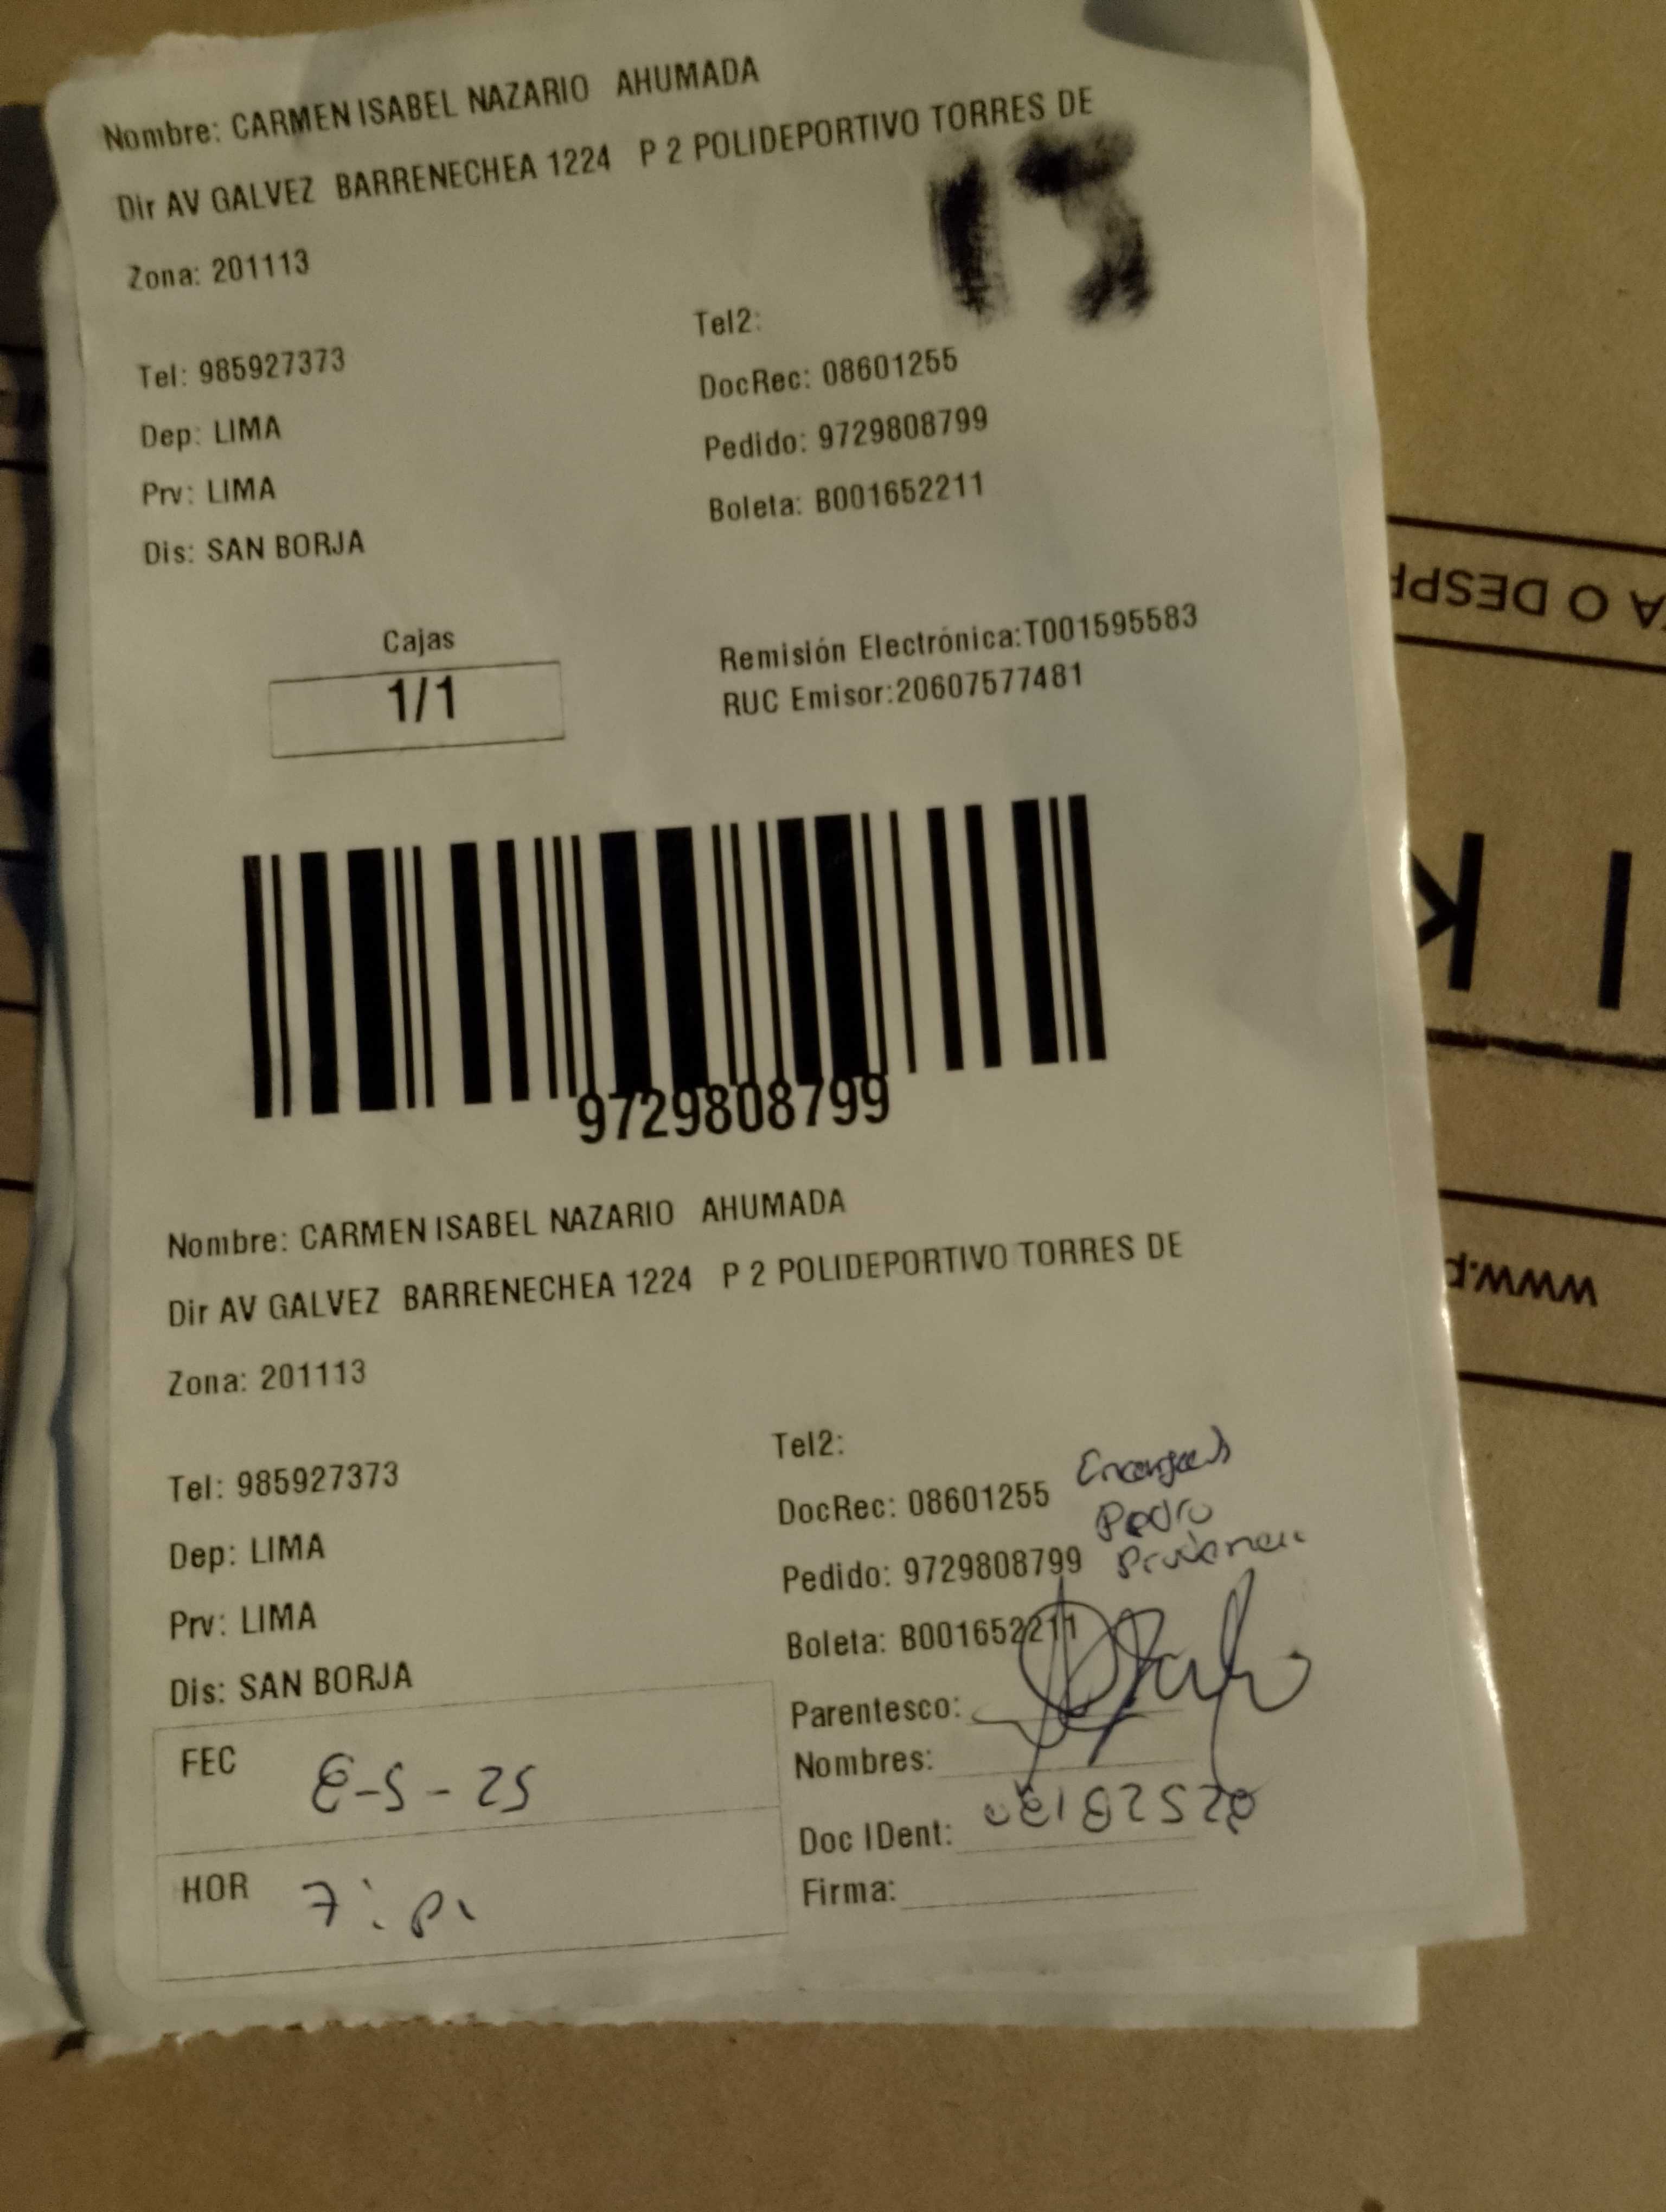 Nombre: CARMEN ISABEL NAZARIO AHUMADA
Dir AV GALVEZ BARRENECHEA 1224 P 2 POLIDEPORTIVO TORRES DE
Zona: 201113
Tel2:
Tel: 985927373
DocRec: 08601255
Dep: LIMA
Pedido: 9729808799
Prv: LIMA
Boleta: B001652211
Dis: SAN BORJA
Cajas
1/1
Remisión Electrónica:T001595583
RUC Emisor:20607577481
9729808799
Nombre: CARMEN ISABEL NAZARIO AHUMADA
Dir AV GALVEZ BARRENECHEA 1224 P 2 POLIDEPORTIVO TORRES DE
Zona: 201113
Tel2:
Tel: 985927373
DocRec: 08601255
Dep: LIMA
Pedido: 9729808799
Pedro
Prv: LIMA
Boleta: B001652211
Dis: SAN BORJA
Parentesco:
Nombres:
Doc IDent:
Firma:
FEC
HOR